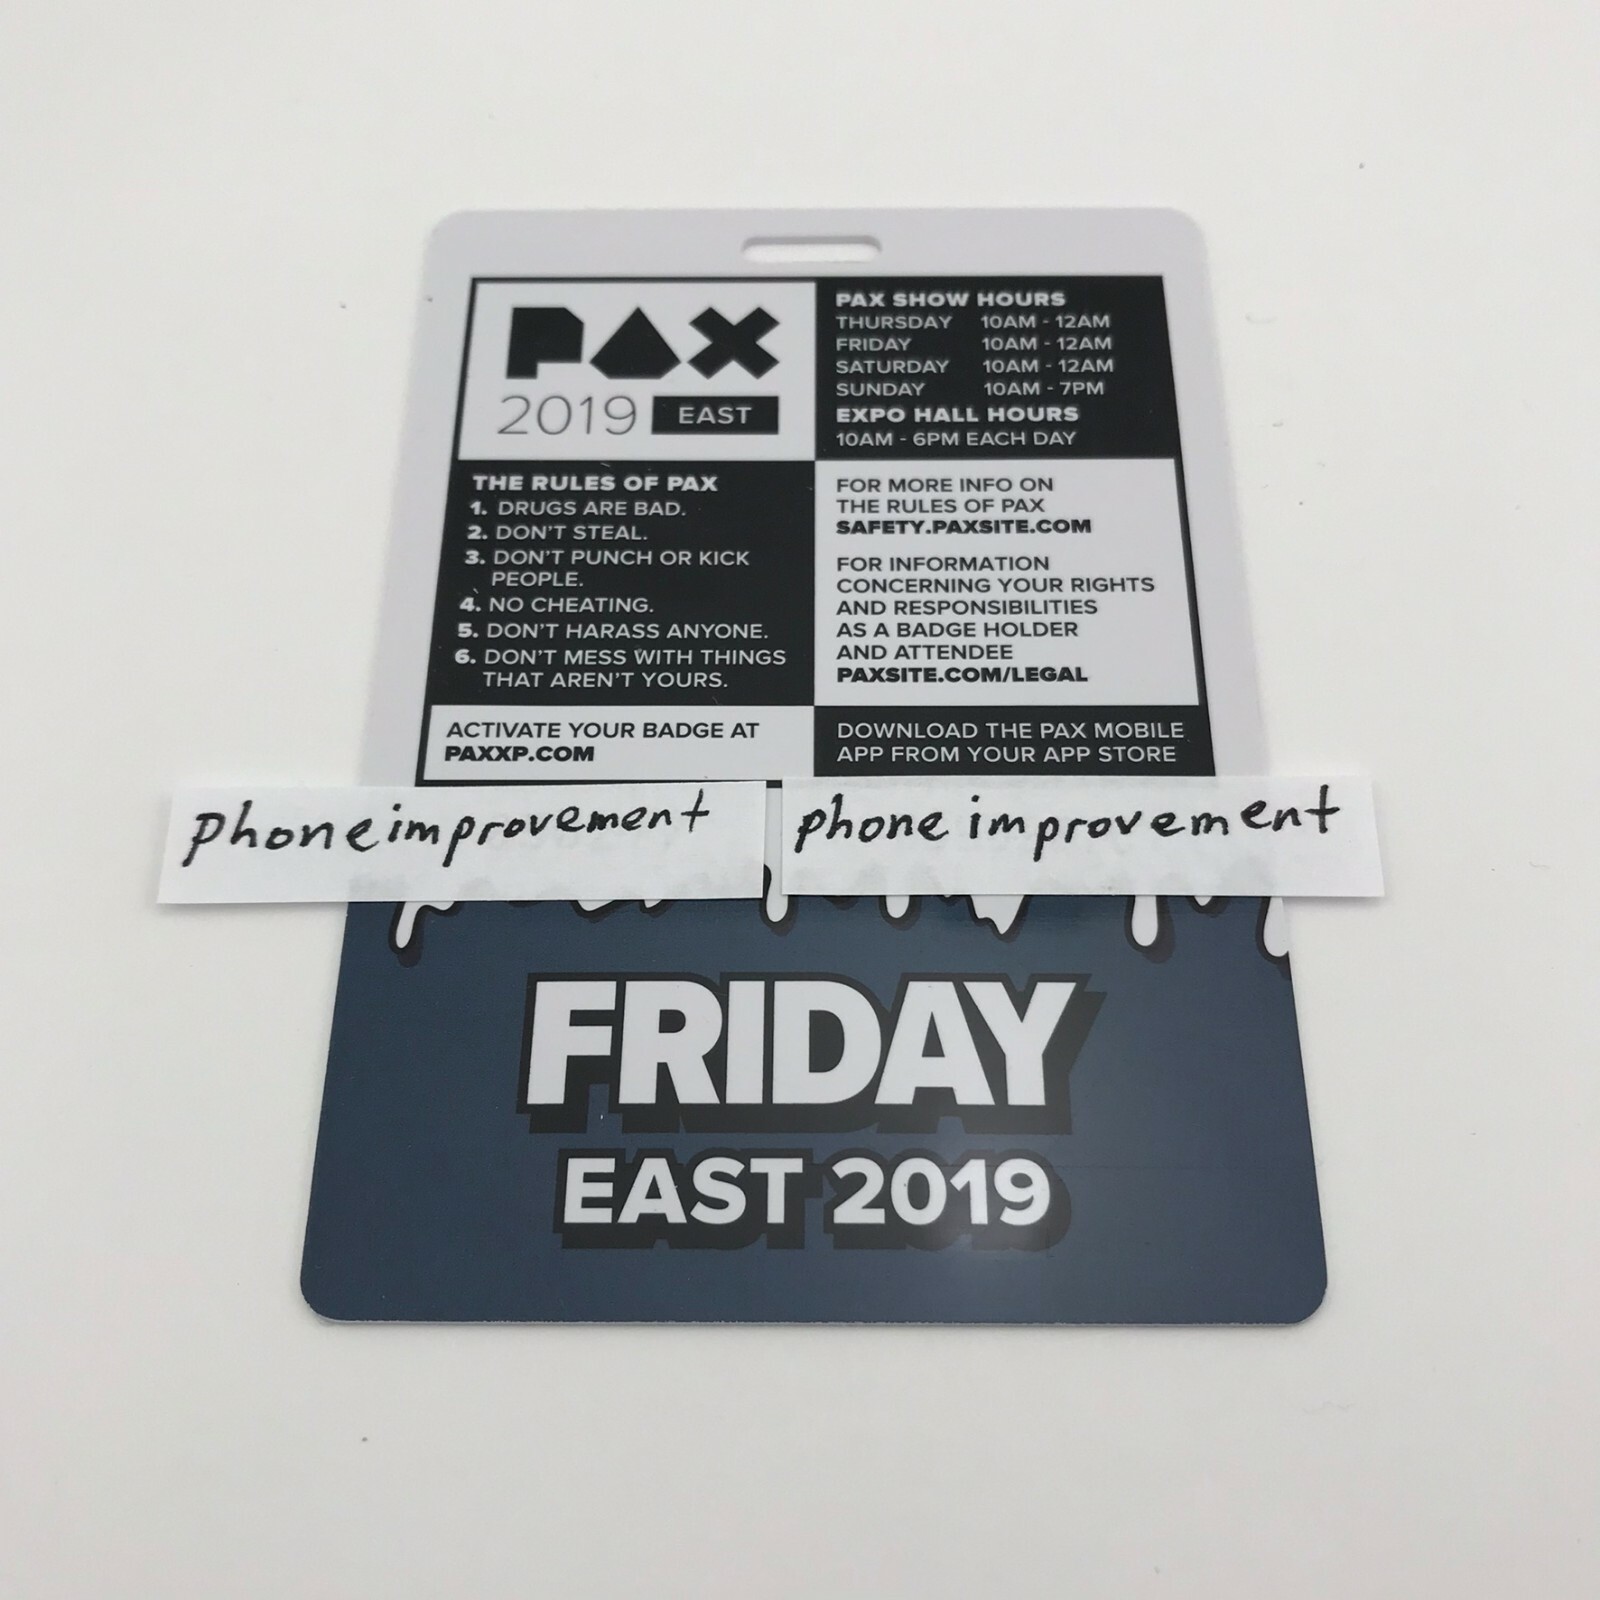 PAX
2019 EAST
PAX SHOW HOURS
THURSDAY 10AM - 12AM
FRIDAY 10AM - 12AM
SATURDAY 10AM - 12AM
SUNDAY 10AM - 7PM
EXPO HALL HOURS
10AM - 6PM EACH DAY
THE RULES OF PAX
1. DRUGS ARE BAD.
2. DON'T STEAL.
3. DON'T PUNCH OR KICK
PEOPLE.
4. NO CHEATING.
5. DON'T HARASS ANYONE.
6. DON'T MESS WITH THINGS
THAT AREN'T YOURS.
FOR MORE INFO ON
THE RULES OF PAX
SAFETY.PAXSITE.COM
FOR INFORMATION
CONCERNING YOUR RIGHTS
AND RESPONSIBILITIES
AS A BADGE HOLDER
AND ATTENDEE
PAXSITE.COM/LEGAL
ACTIVATE YOUR BADGE AT
PAXXP.COM
DOWNLOAD THE PAX MOBILE
APP FROM YOUR APP STORE
phoneimprovement
phoneimprovement
FRIDAY
EAST 2019